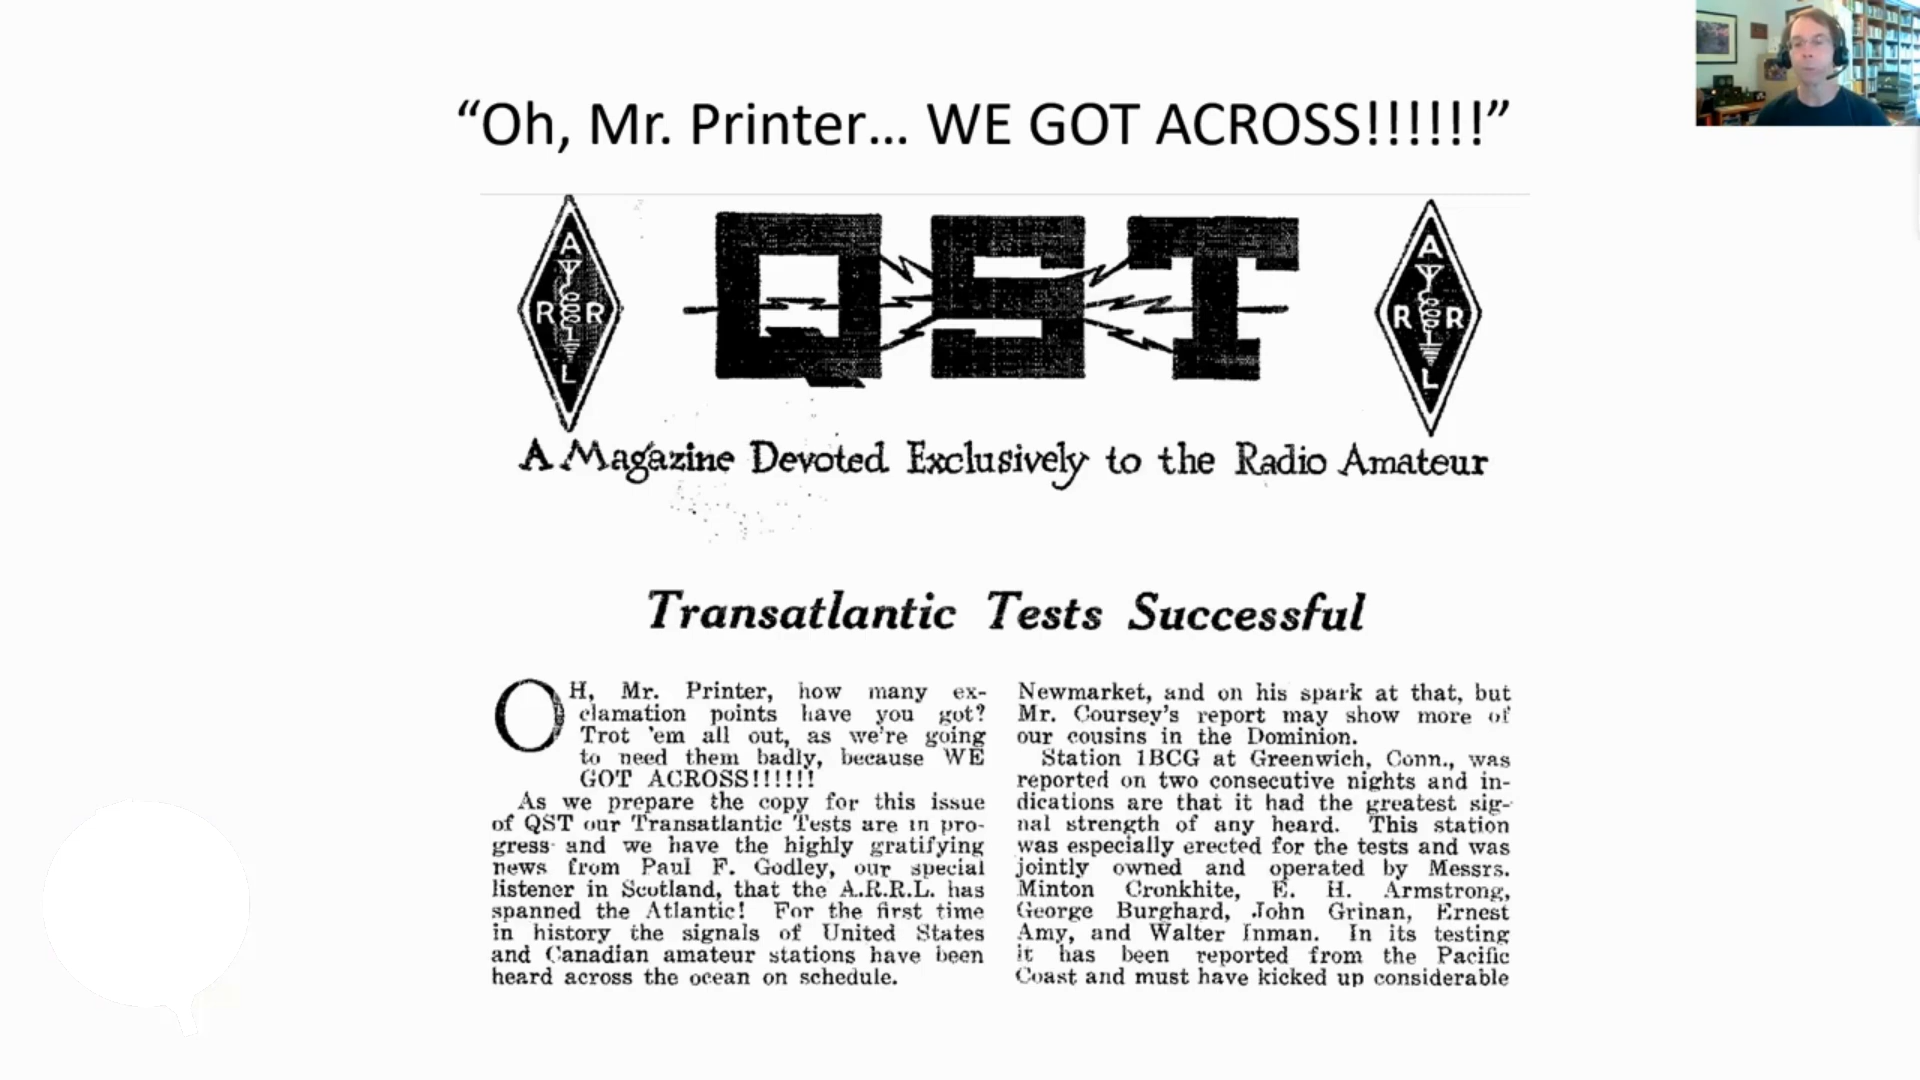 “Oh, Mr. Printer... WE GOT ACROSS!!!!!!”
A
R R
L
QST
A
R R
L
A Magazine Devoted Exclusively to the Radio Amateur
Transatlantic Tests Successful
OH, Mr. Printer, how many ex-
clamation points have you got?
Trot 'em all out, as we're going
to need them badly, because WE
GOT ACROSS!!!!!!
As we prepare the copy for this issue
of QST our Transatlantic Tests are in pro-
gress and we have the highly gratifying
news from Paul F. Godley, our special
listener in Scotland, that the A.R.R.L. has
spanned the Atlantic! For the first time
in history the signals of United States
and Canadian amateur stations have been
heard across the ocean on schedule.
Newmarket, and on his spark at that, but
Mr. Coursey's report may show more of
our cousins in the Dominion.
Station 1BCG at Greenwich, Conn., was
reported on two consecutive nights and in-
dications are that it had the greatest sig-
nal strength of any heard. This station
was especially erected for the tests and was
jointly owned and operated by Messrs.
Minton Cronkhite, E. H. Armstrong,
George Burghard, John Grinan, Ernest
Amy, and Walter Inman. In its testing
it has been reported from the Pacific
Coast and must have kicked up considerable